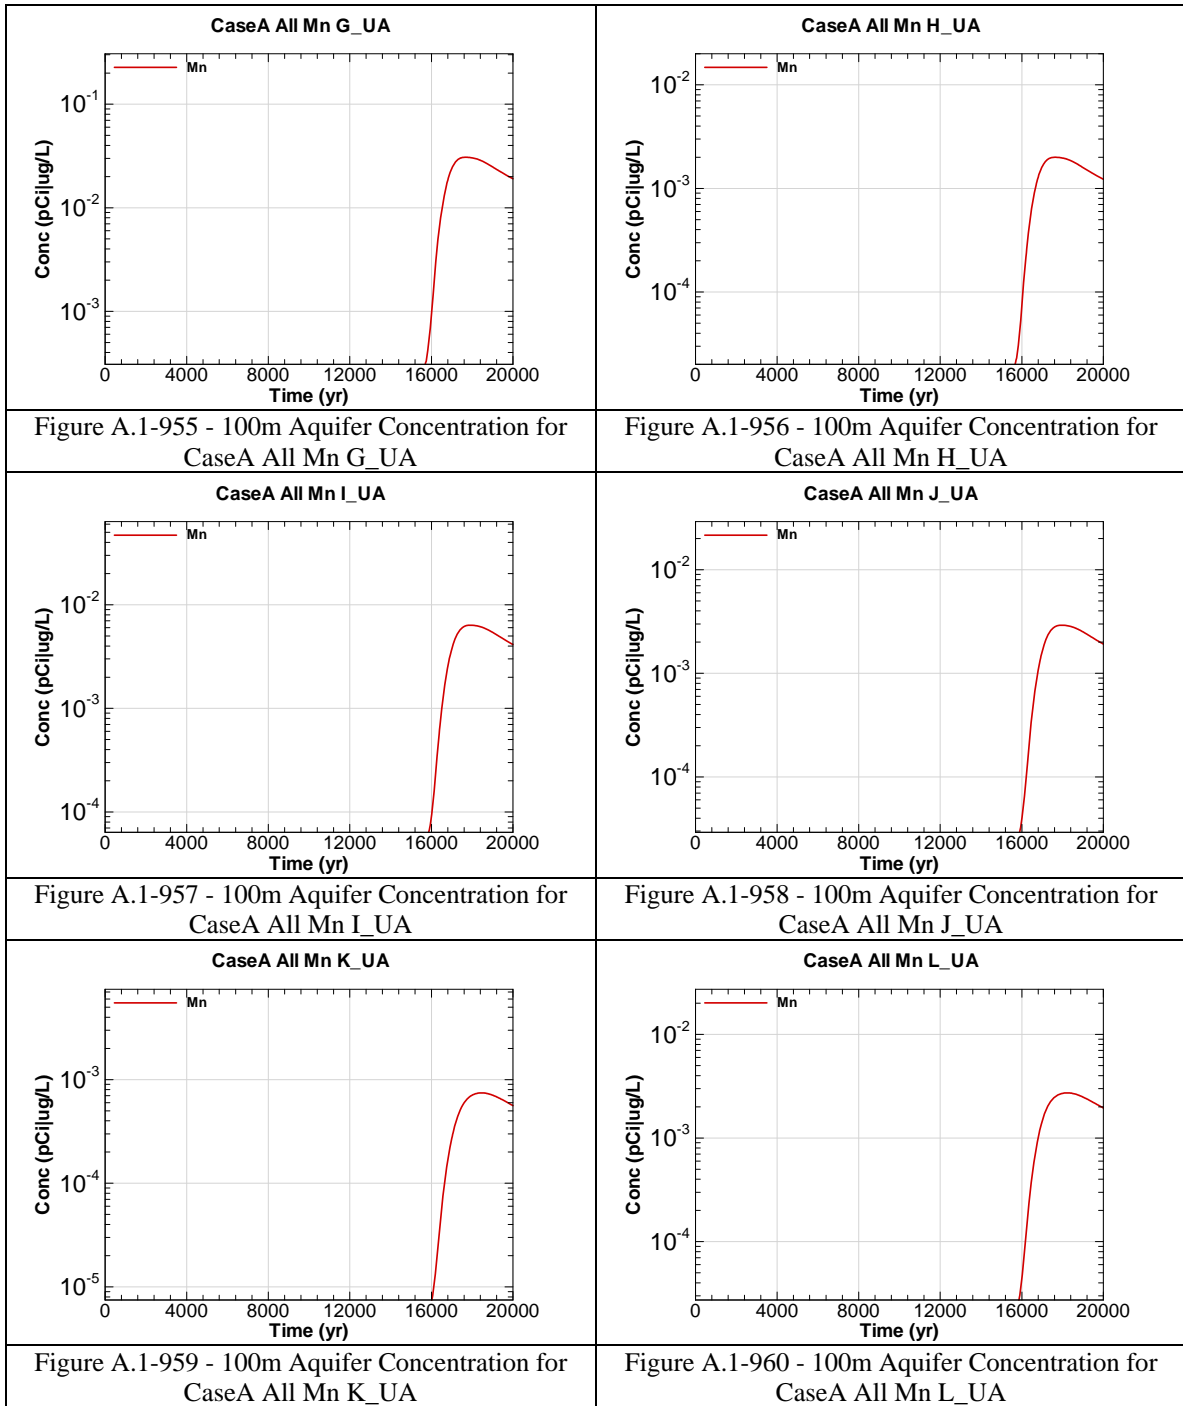 CaseA All Mn G_UA
Mn
10^-1
10^-2
10^-3
Conc (pCi|ug/L)
0 4000 8000 12000 16000 20000
Time (yr)
Figure A.1-955 - 100m Aquifer Concentration for
CaseA All Mn G_UA
CaseA All Mn H_UA
Mn
10^-2
10^-3
10^-4
Conc (pCi|ug/L)
0 4000 8000 12000 16000 20000
Time (yr)
Figure A.1-956 - 100m Aquifer Concentration for
CaseA All Mn H_UA
CaseA All Mn I_UA
Mn
10^-2
10^-3
10^-4
Conc (pCi|ug/L)
0 4000 8000 12000 16000 20000
Time (yr)
Figure A.1-957 - 100m Aquifer Concentration for
CaseA All Mn I_UA
CaseA All Mn J_UA
Mn
10^-2
10^-3
10^-4
Conc (pCi|ug/L)
0 4000 8000 12000 16000 20000
Time (yr)
Figure A.1-958 - 100m Aquifer Concentration for
CaseA All Mn J_UA
CaseA All Mn K_UA
Mn
10^-3
10^-4
10^-5
Conc (pCi|ug/L)
0 4000 8000 12000 16000 20000
Time (yr)
Figure A.1-959 - 100m Aquifer Concentration for
CaseA All Mn K_UA
CaseA All Mn L_UA
Mn
10^-2
10^-3
10^-4
Conc (pCi|ug/L)
0 4000 8000 12000 16000 20000
Time (yr)
Figure A.1-960 - 100m Aquifer Concentration for
CaseA All Mn L_UA